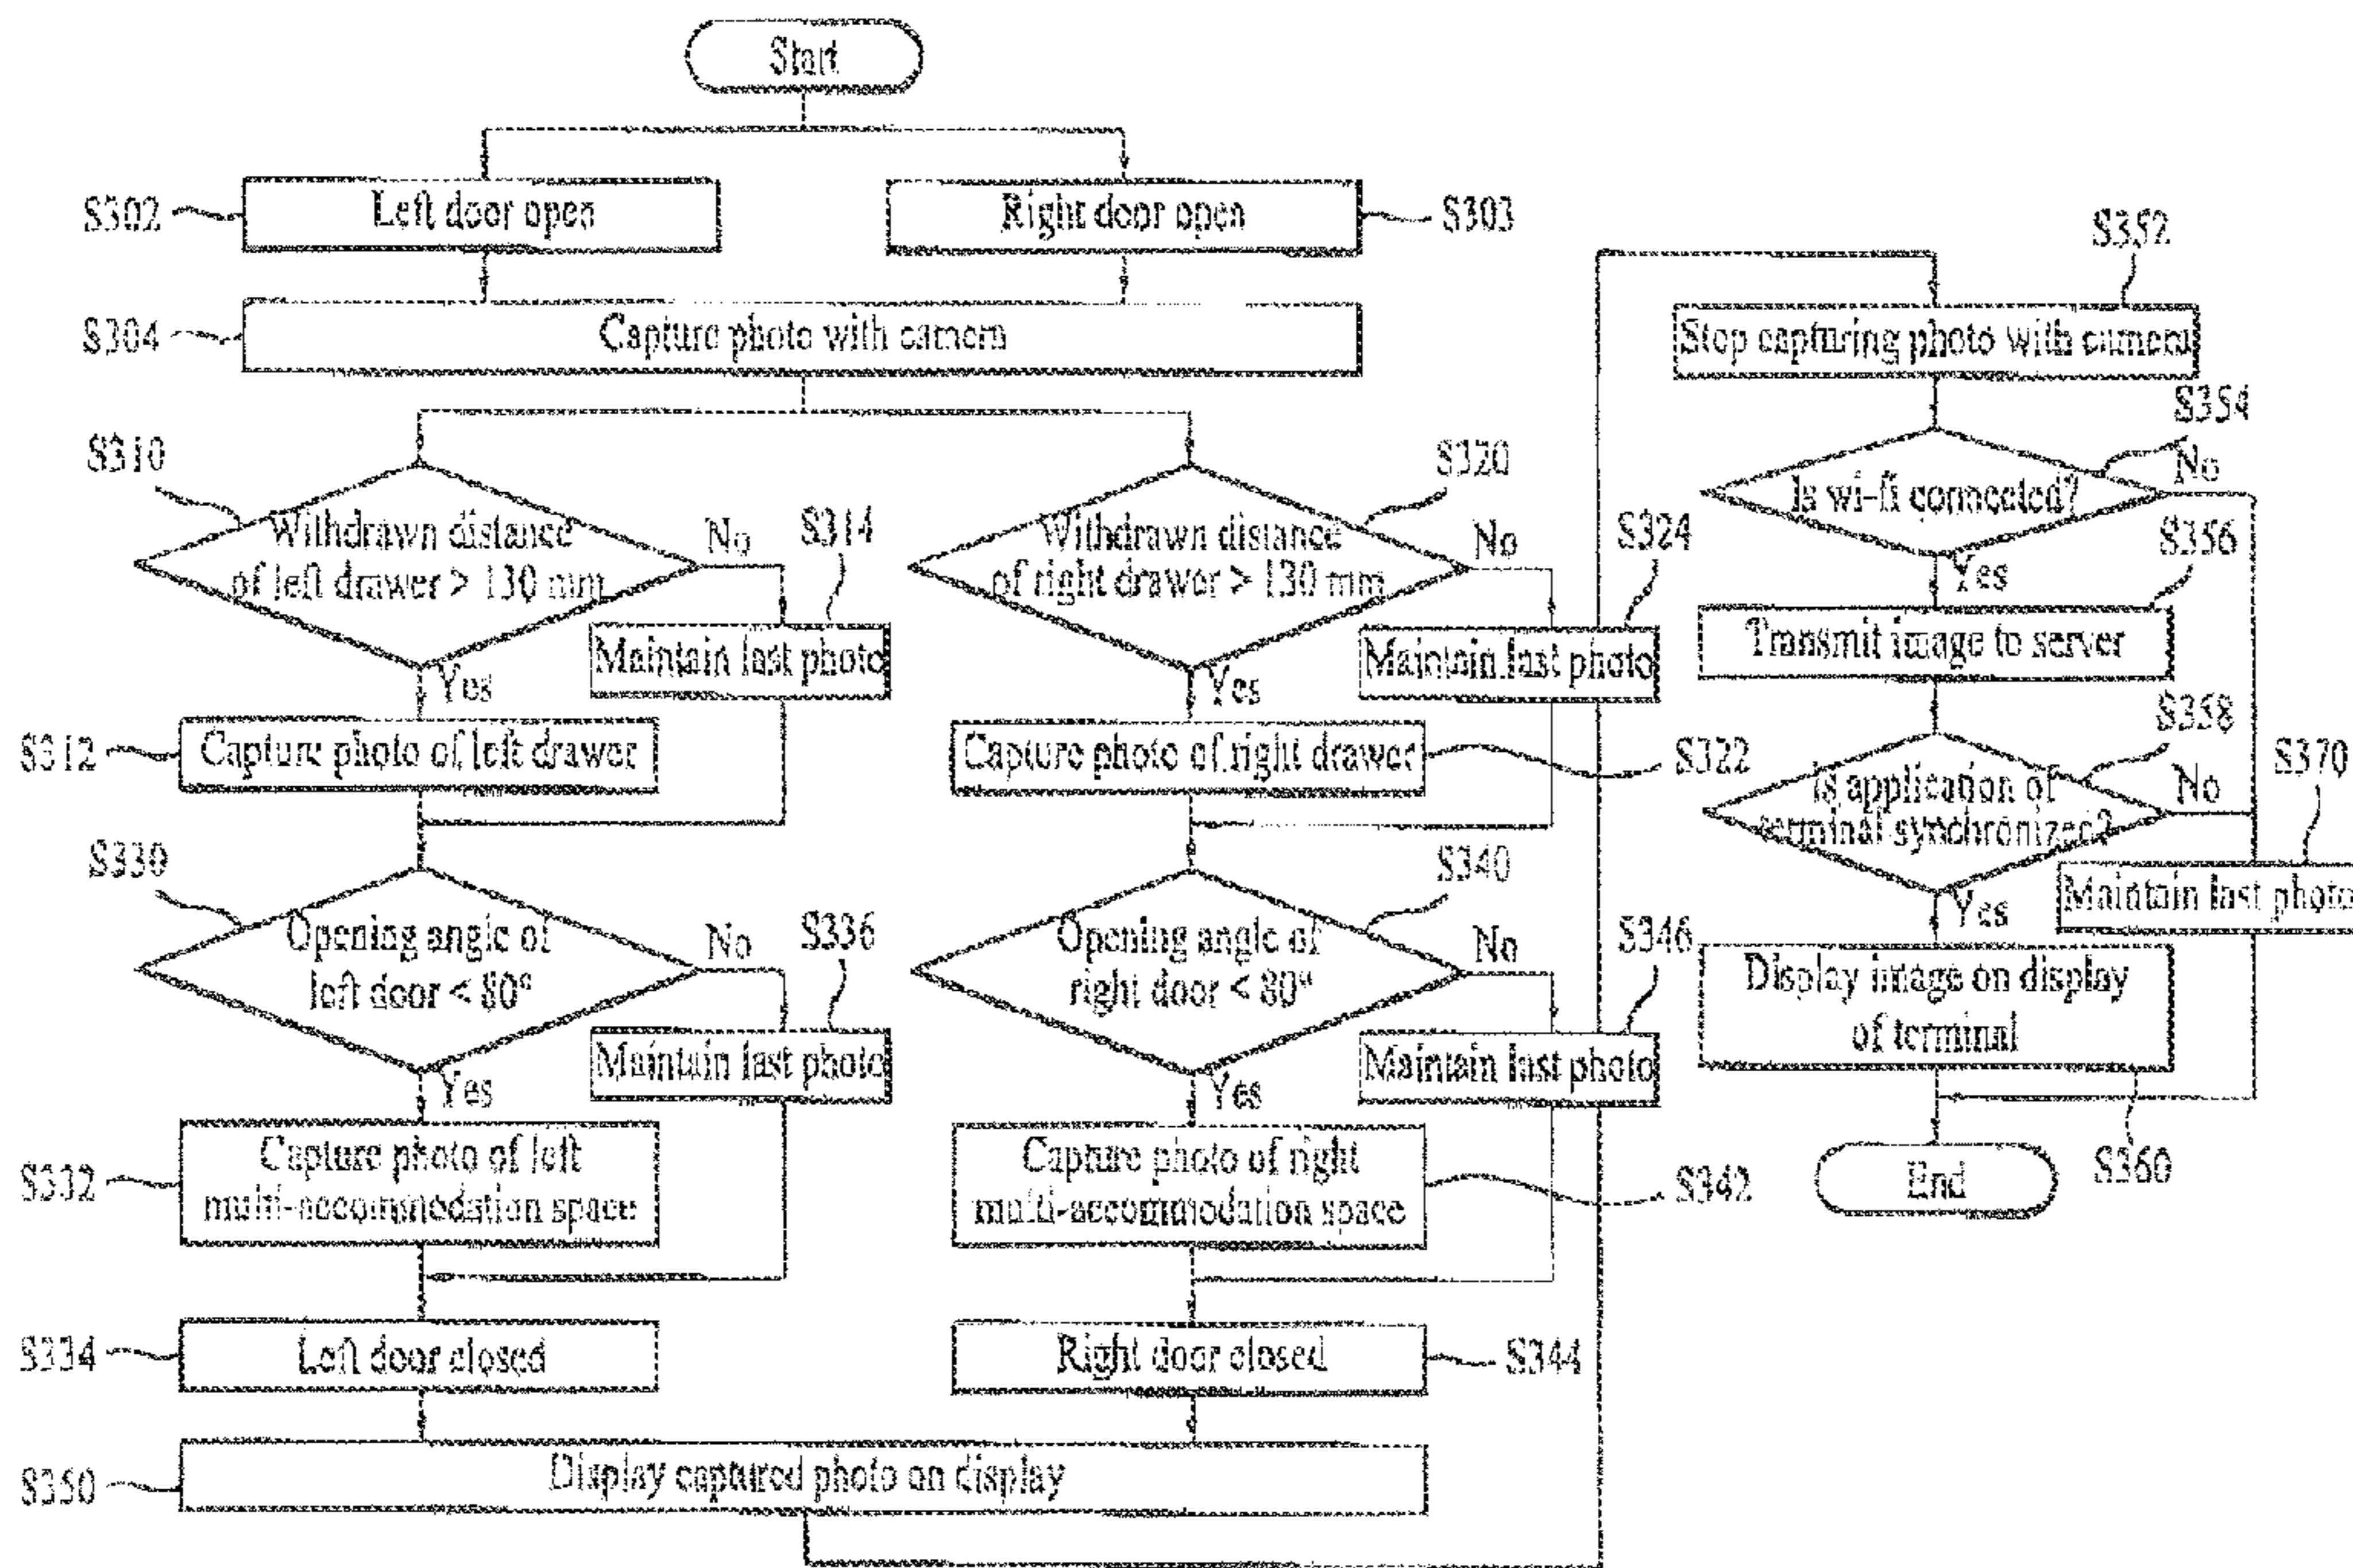 Start
S302
Left door open
Right door open
S303
S304
Capture photo with camera
S310
Withdrawn distance
of left drawer > 130 mm
No
S314
Maintain last photo
Yes
S312
Capture photo of left drawer
S320
Withdrawn distance
of right drawer > 130 mm
No
S324
Maintain last photo
Yes
Capture photo of right drawer
S322
S330
Opening angle of
left door < 80°
No
S336
Maintain last photo
Yes
S332
Capture photo of left
multi-accommodation space
S334
Left door closed
S340
Opening angle of
right door < 80°
No
S346
Maintain last photo
Yes
Capture photo of right
multi-accommodation space
S342
Right door closed
S344
S350
Display captured photo on display
S352
Stop capturing photo with camera
S354
Is wi-fi connected?
No
Yes
S356
Transmit image to server
S358
Is application of
terminal synchronized?
No
S370
Maintain last photo
Yes
Display image on display
of terminal
S360
End